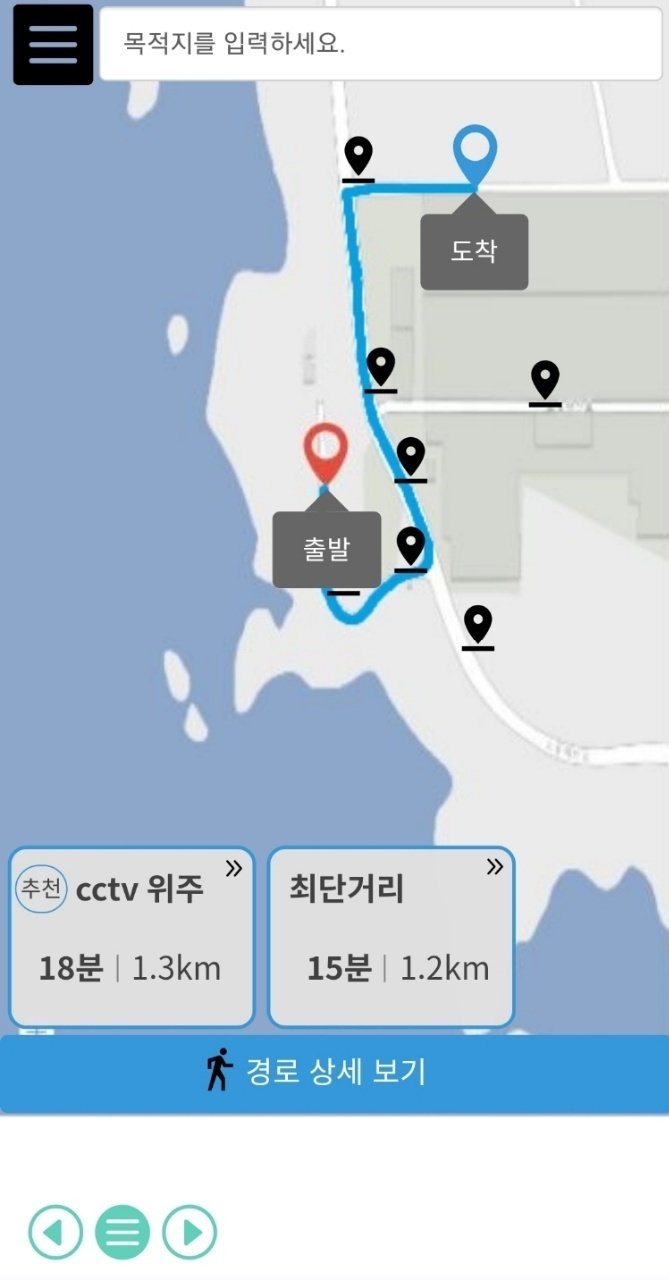 목적지를 입력하세요.
도착
출발
추천 cctv 위주
18분 | 1.3km
최단거리
15분 | 1.2km
경로 상세 보기